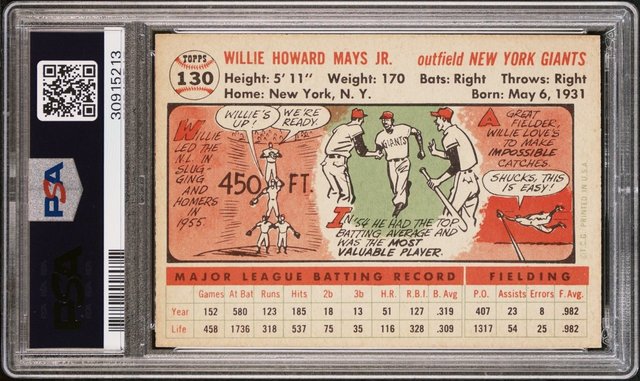 PSA
30915213
PSA
TOPPS
130
WILLIE HOWARD MAYS JR. outfield NEW YORK GIANTS
Height: 5' 11" Weight: 170 Bats: Right Throws: Right
Home: New York, N. Y. Born: May 6, 1931
WILLIE
LED THE
N.L. IN
SLUG-
GING
AND
HOMERS
IN
1955.
WILLIE'S
UP!
WE'RE
READY.
450 FT.
GIANTS
IN '54 HE HAD THE TOP
BATTING AVERAGE AND
WAS THE MOST
VALUABLE PLAYER.
A GREAT
FIELDER,
WILLIE LOVES
TO MAKE
IMPOSSIBLE
CATCHES.
SHUCKS, THIS
IS EASY!
© T.C.G. PRINTED IN U.S.A.
MAJOR LEAGUE BATTING RECORD FIELDING
Games At Bat Runs Hits 2b 3b H.R. R.B.I. B. Avg P.O. Assists Errors F. Avg.
Year 152 580 123 185 18 13 51 127 .319 407 23 8 .982
Life 458 1736 318 537 75 35 116 328 .309 1317 54 25 .982